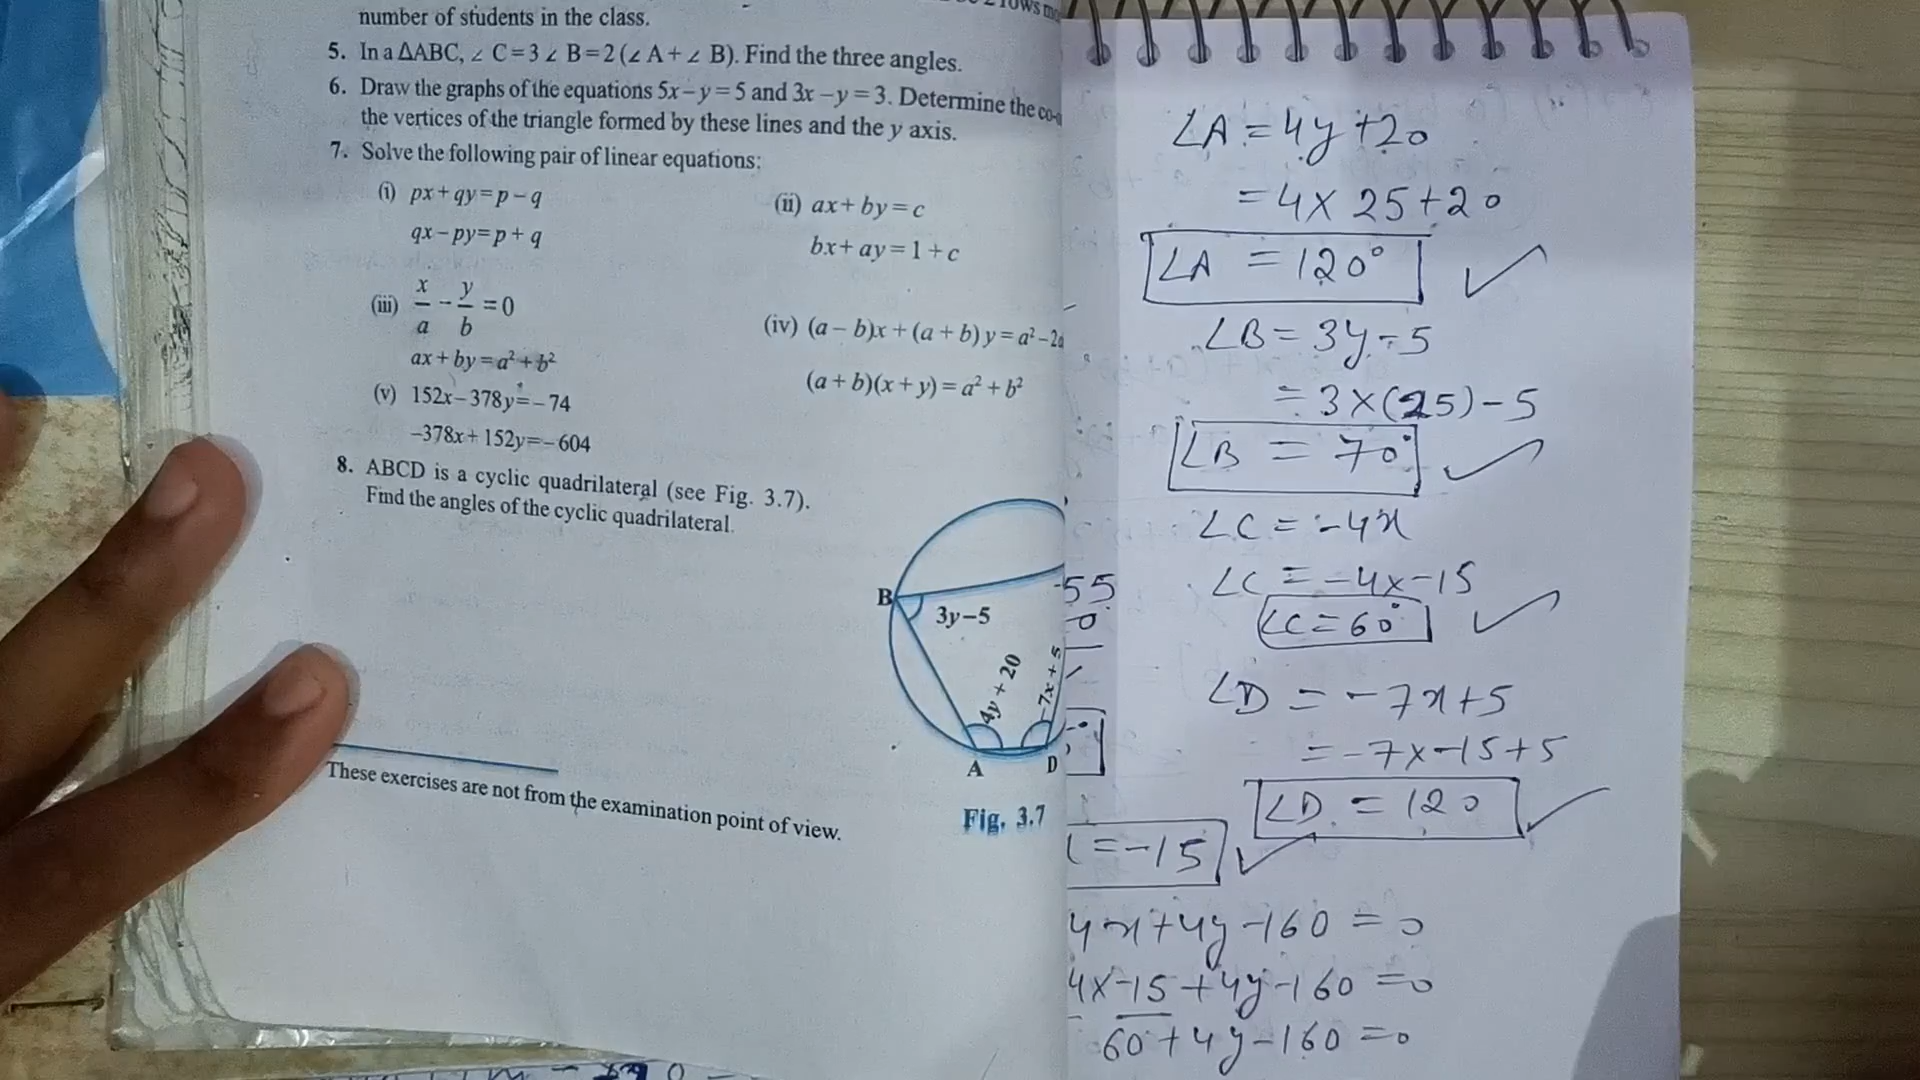 number of students in the class.
5. In a ΔABC, ∠ C = 3 ∠ B = 2 (∠ A + ∠ B). Find the three angles.
6. Draw the graphs of the equations 5x – y = 5 and 3x – y = 3. Determine the co-
the vertices of the triangle formed by these lines and the y axis.
7. Solve the following pair of linear equations:
(i) px + qy = p – q
qx – py = p + q
(ii) ax + by = c
bx + ay = 1 + c
(iii) x/a – y/b = 0
ax + by = a² + b²
(iv) (a – b)x + (a + b) y = a² – 2a
(a + b)(x + y) = a² + b²
(v) 152x – 378y = – 74
–378x + 152y = – 604
8. ABCD is a cyclic quadrilateral (see Fig. 3.7).
Find the angles of the cyclic quadrilateral.
B
3y – 5
4y + 20
– 7x + 5
A
D
Fig. 3.7
These exercises are not from the examination point of view.
∠A = 4y + 20
= 4 × 25 + 20
∠A = 120°
∠B = 3y - 5
= 3 × (25) - 5
∠B = 70°
∠C = -4x
∠C = -4 × -15
∠C = 60°
∠D = -7x + 5
= -7 × -15 + 5
∠D = 120
-55
= -15
4x + 4y - 160 = 0
4 × -15 + 4y - 160 = 0
60 + 4y - 160 = 0